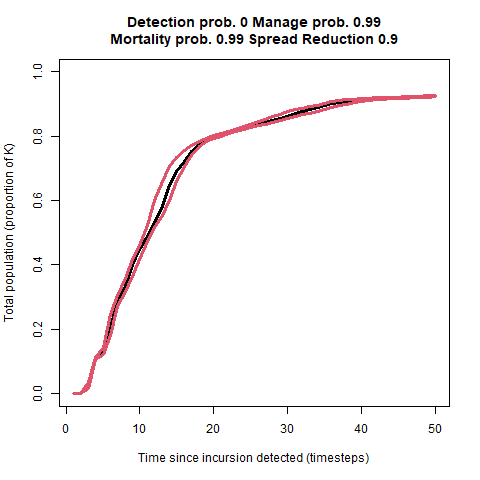 Detection prob. 0 Manage prob. 0.99
Mortality prob. 0.99 Spread Reduction 0.9
Total population (proportion of K)
1.0
0.8
0.6
0.4
0.2
0.0
0 10 20 30 40 50
Time since incursion detected (timesteps)